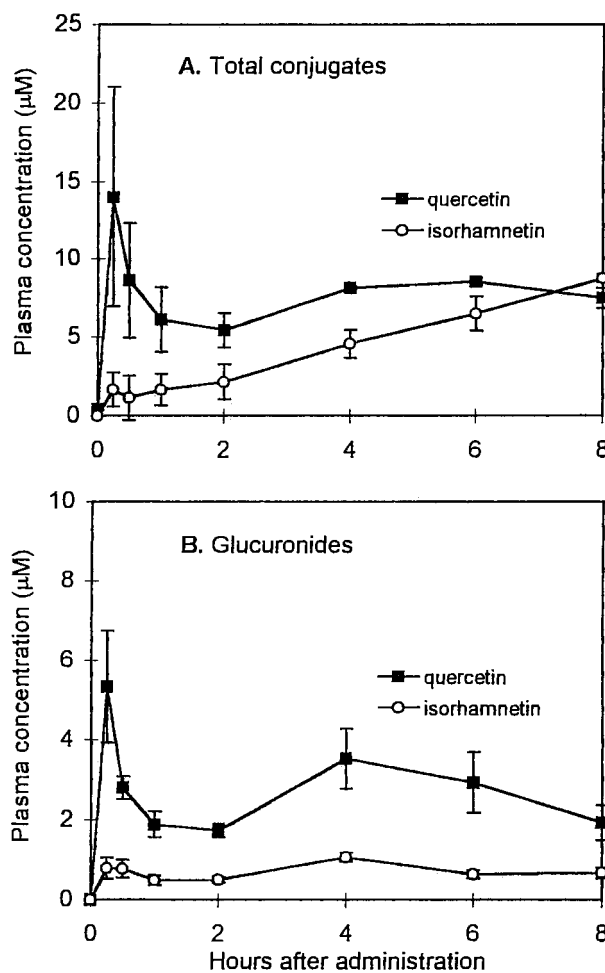 25
20
15
10
5
0
Plasma concentration (µM)
A. Total conjugates
quercetin
isorhamnetin
0 2 4 6 8
10
8
6
4
2
0
Plasma concentration (µM)
B. Glucuronides
quercetin
isorhamnetin
0 2 4 6 8
Hours after administration